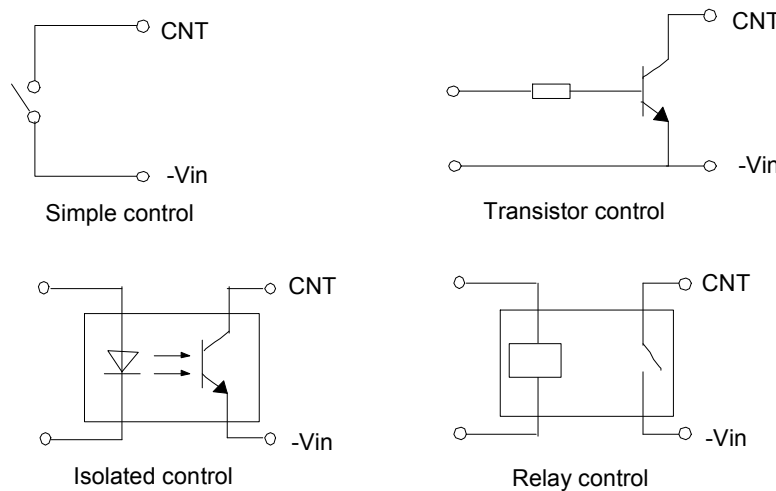 CNT
-Vin
Simple control
CNT
-Vin
Transistor control
CNT
-Vin
Isolated control
CNT
-Vin
Relay control